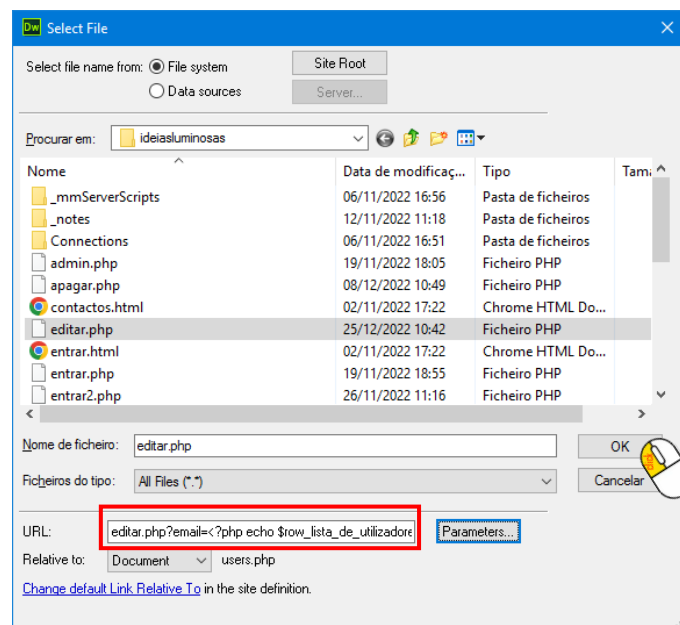 Dw Select File
Select file name from: File system Site Root
Data sources Server...
Procurar em: ideiasluminosas
Nome Data de modificaç... Tipo
_mmServerScripts 06/11/2022 16:56 Pasta de ficheiros
_notes 12/11/2022 11:18 Pasta de ficheiros
Connections 06/11/2022 16:51 Pasta de ficheiros
admin.php 19/11/2022 18:05 Ficheiro PHP
apagar.php 08/12/2022 10:49 Ficheiro PHP
contactos.html 02/11/2022 17:22 Chrome HTML Do...
editar.php 25/12/2022 10:42 Ficheiro PHP
entrar.html 02/11/2022 17:22 Chrome HTML Do...
entrar.php 19/11/2022 18:55 Ficheiro PHP
entrar2.php 26/11/2022 11:16 Ficheiro PHP
Nome de ficheiro: editar.php OK
click
Ficheiros do tipo: All Files (*.*) Cancelar
URL: editar.php?email=<?php echo $row_lista_de_utilizadore Parameters...
Relative to: Document users.php
Change default Link Relative To in the site definition.